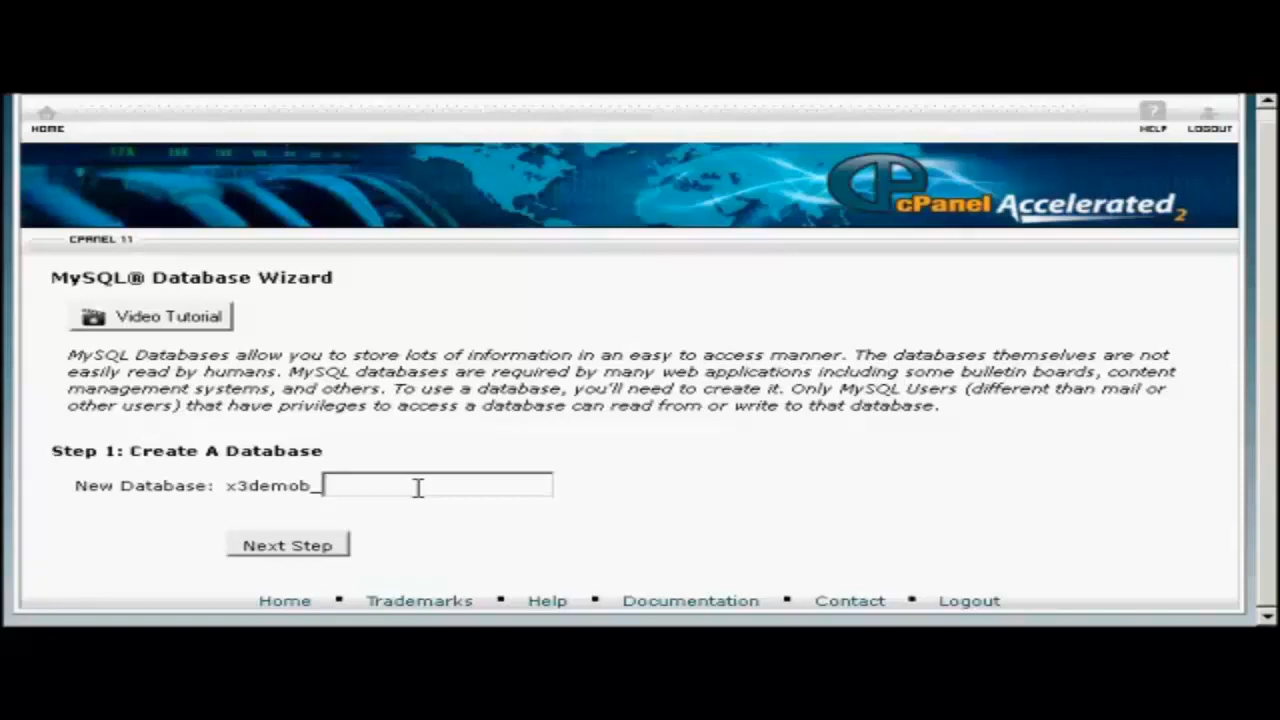 HOME
HELP LOGOUT
cPanel Accelerated2
CPANEL 11
MySQL® Database Wizard
Video Tutorial
MySQL Databases allow you to store lots of information in an easy to access manner. The databases themselves are not
easily read by humans. MySQL databases are required by many web applications including some bulletin boards, content
management systems, and others. To use a database, you'll need to create it. Only MySQL Users (different than mail or
other users) that have privileges to access a database can read from or write to that database.
Step 1: Create A Database
New Database: x3demob_
Next Step
Home ▪ Trademarks ▪ Help ▪ Documentation ▪ Contact ▪ Logout